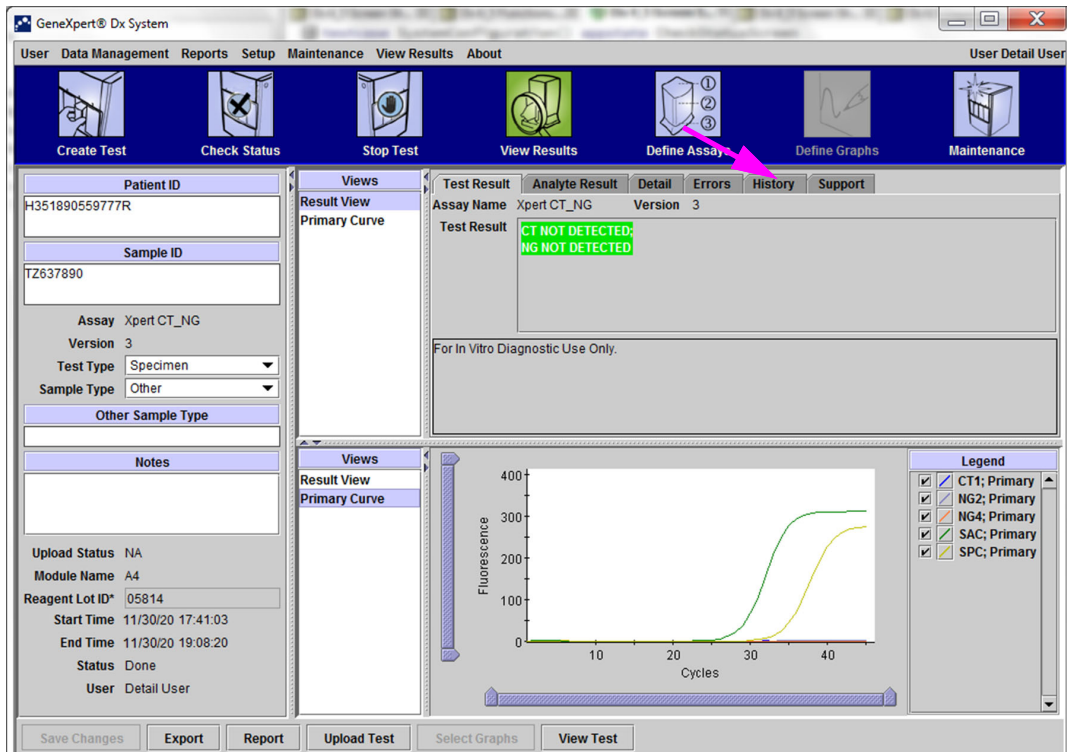 GeneXpert® Dx System
User Data Management Reports Setup Maintenance View Results About User Detail User
Create Test Check Status Stop Test View Results Define Assays Define Graphs Maintenance
① 
② 
③
Patient ID
H351890559777R
Sample ID
TZ637890
Assay Xpert CT_NG
Version 3
Test Type Specimen
Sample Type Other
Other Sample Type
Notes
Upload Status NA
Module Name A4
Reagent Lot ID* 05814
Start Time 11/30/20 17:41:03
End Time 11/30/20 19:08:20
Status Done
User Detail User
Views
Result View
Primary Curve
Test Result Analyte Result Detail Errors History Support
Assay Name Xpert CT_NG Version 3
Test Result CT NOT DETECTED;
NG NOT DETECTED
For In Vitro Diagnostic Use Only.
Views
Result View
Primary Curve
Fluorescence
400
300
200
100
0
10 20 30 40
Cycles
Legend
CT1; Primary
NG2; Primary
NG4; Primary
SAC; Primary
SPC; Primary
Save Changes Export Report Upload Test Select Graphs View Test